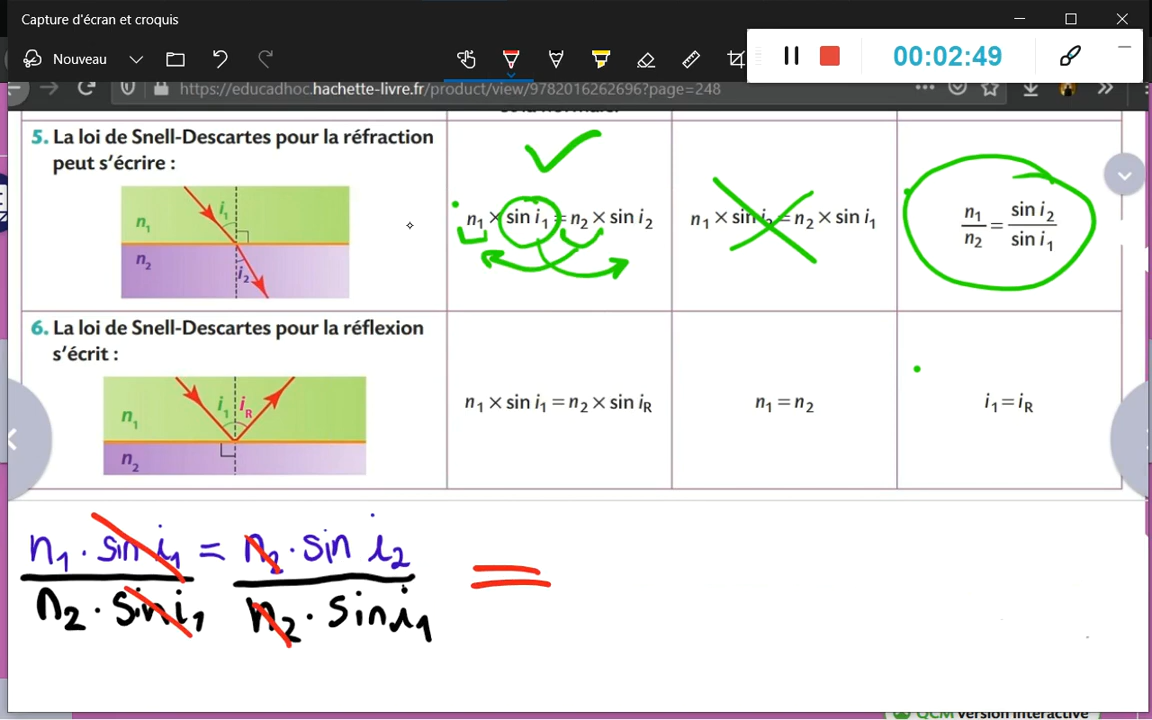 Capture d'écran et croquis
Nouveau
00:02:49
https://educadhoc.hachette-livre.fr/product/view/9782016262696?page=248
5. La loi de Snell-Descartes pour la réfraction
peut s'écrire :
n₁ i₁
n₂ i₂
n₁ × sin i₁ = n₂ × sin i₂
n₁ × sin i₂ = n₂ × sin i₁
n₁/n₂ = sin i₂/sin i₁
6. La loi de Snell-Descartes pour la réflexion
s'écrit :
n₁ i₁ iR
n₂
n₁ × sin i₁ = n₂ × sin iR
n₁ = n₂
i₁ = iR
n₁ · sin i₁ = n₂ · sin i₂ =
n₂ · sin i₁ n₂ · sin i₁
QCM version interactive